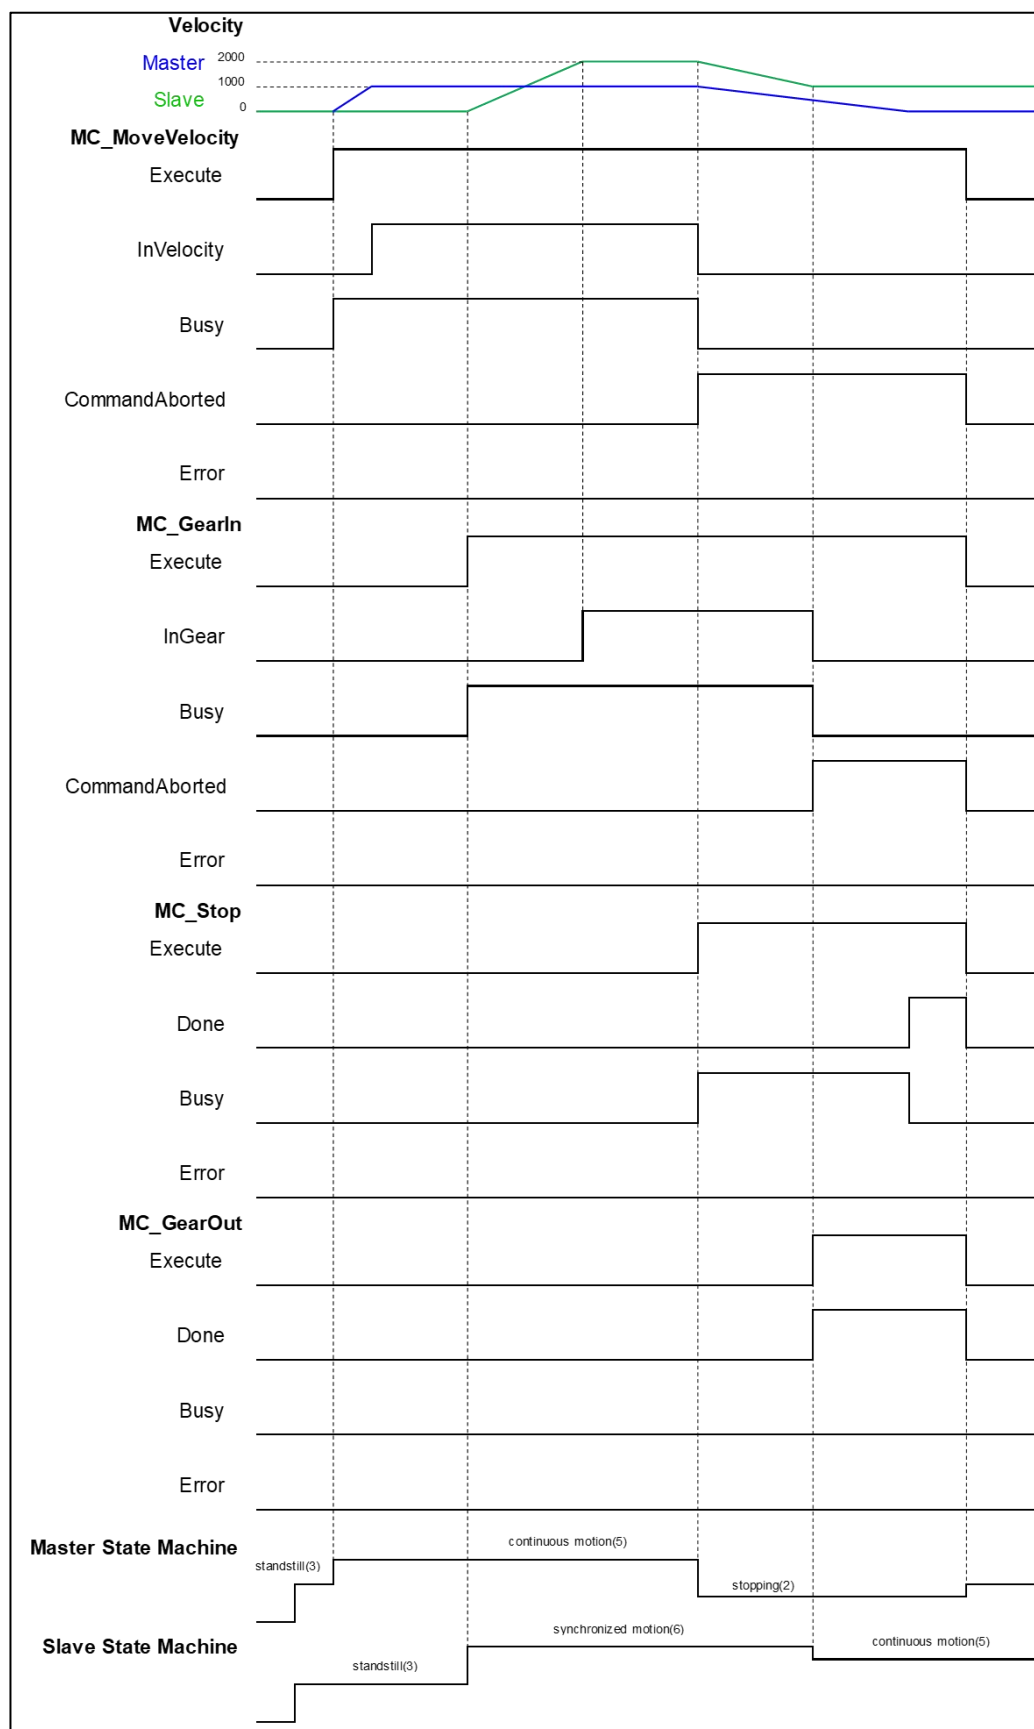 Velocity
Master 2000
1000
Slave 0
MC_MoveVelocity
Execute
InVelocity
Busy
CommandAborted
Error
MC_GearIn
Execute
InGear
Busy
CommandAborted
Error
MC_Stop
Execute
Done
Busy
Error
MC_GearOut
Execute
Done
Busy
Error
Master State Machine continuous motion(5)
standstill(3)
stopping(2)
synchronized motion(6)
Slave State Machine continuous motion(5)
standstill(3)